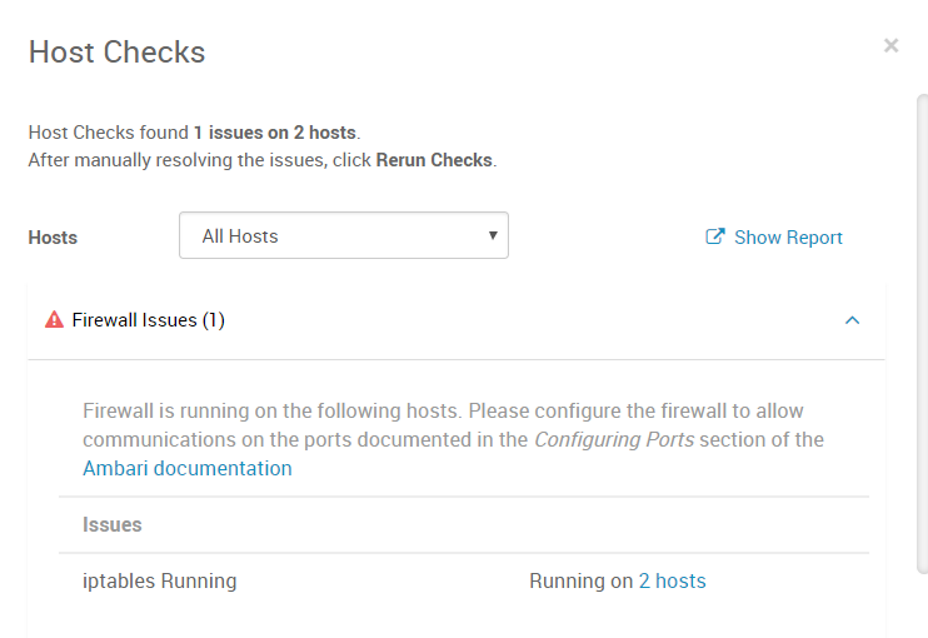 Host Checks
×
Host Checks found 1 issues on 2 hosts.
After manually resolving the issues, click Rerun Checks.
Hosts
All Hosts
Show Report
Firewall Issues (1)
Firewall is running on the following hosts. Please configure the firewall to allow
communications on the ports documented in the Configuring Ports section of the
Ambari documentation
Issues
iptables Running
Running on 2 hosts